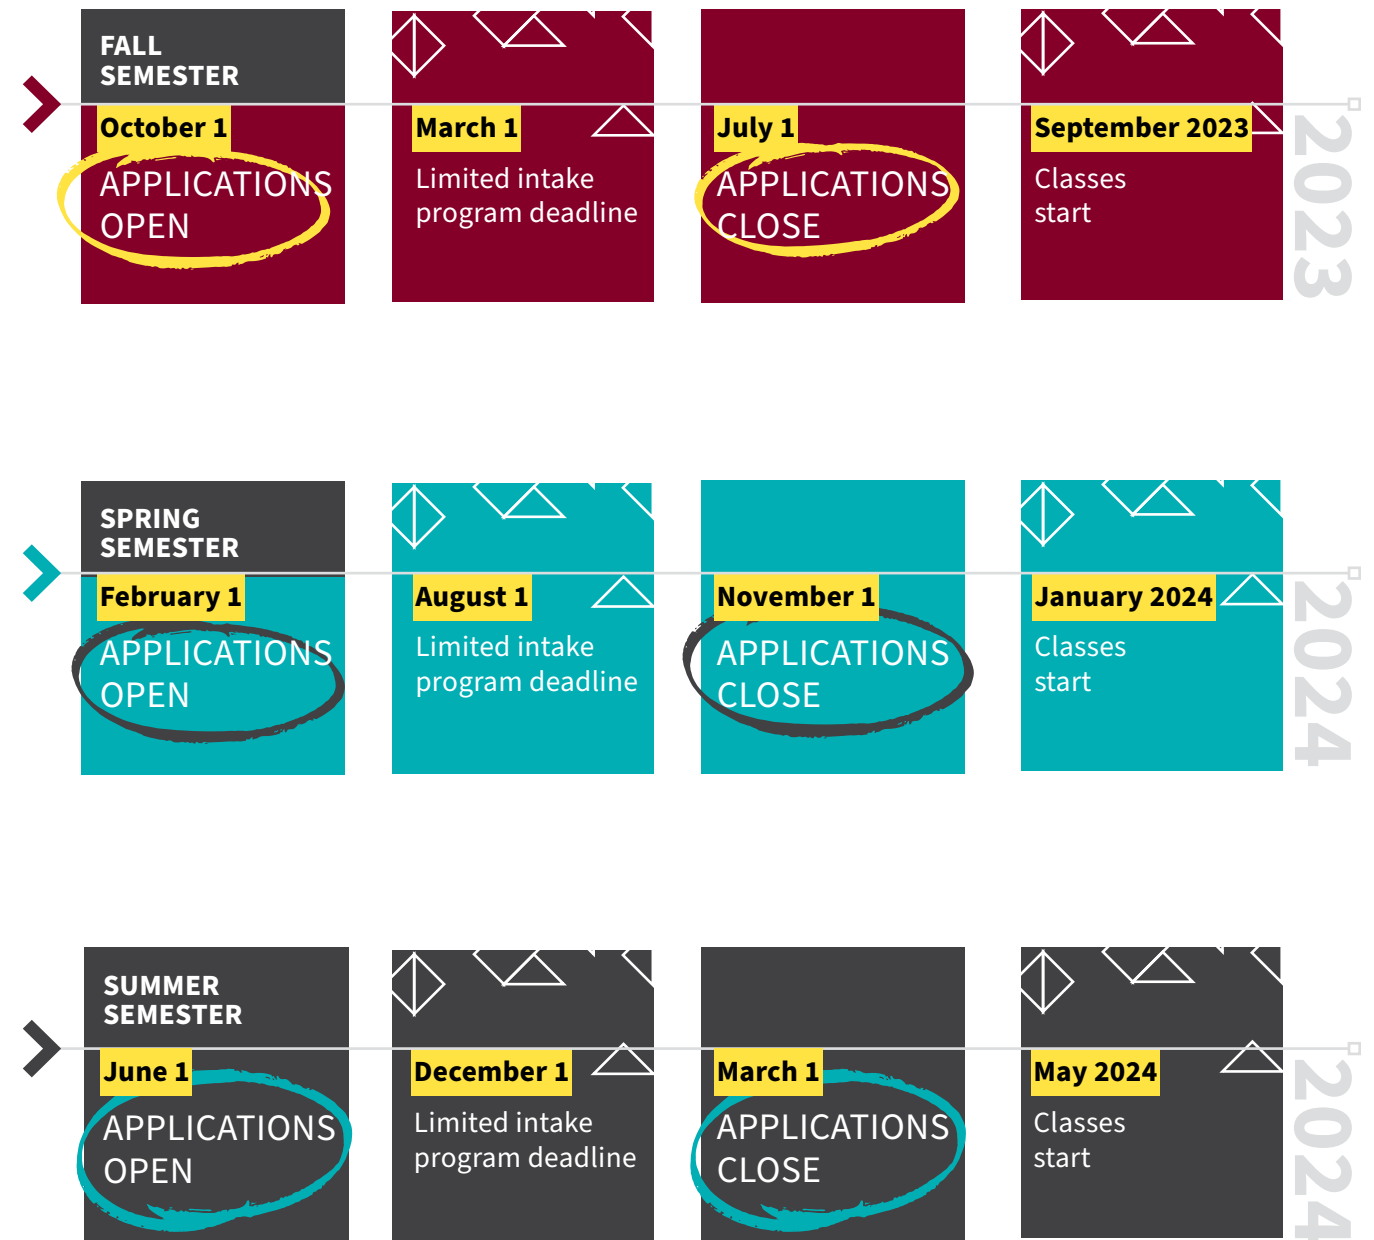 FALL
SEMESTER
October 1
APPLICATIONS
OPEN
March 1
Limited intake
program deadline
July 1
APPLICATIONS
CLOSE
September 2023
Classes
start
2023
SPRING
SEMESTER
February 1
APPLICATIONS
OPEN
August 1
Limited intake
program deadline
November 1
APPLICATIONS
CLOSE
January 2024
Classes
start
2024
SUMMER
SEMESTER
June 1
APPLICATIONS
OPEN
December 1
Limited intake
program deadline
March 1
APPLICATIONS
CLOSE
May 2024
Classes
start
2024